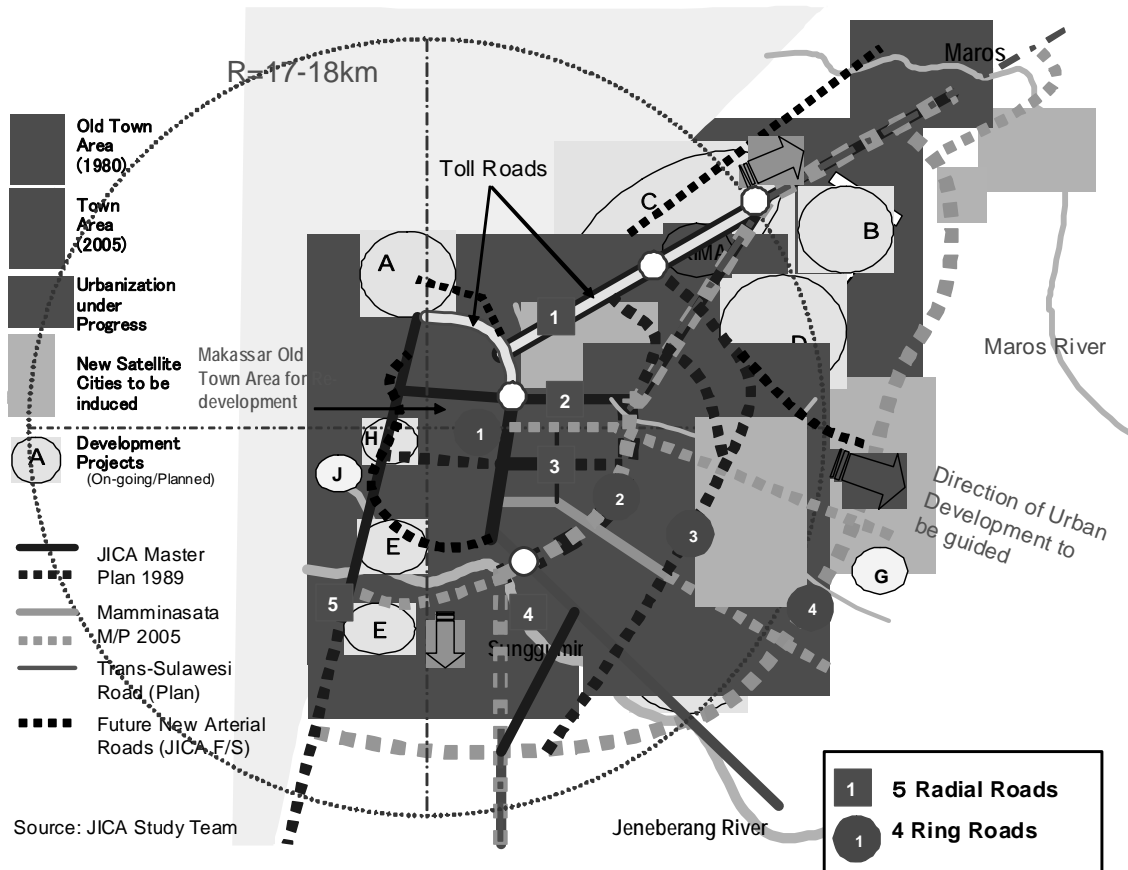 R=17-18km
Maros
Old Town
Area
(1980)
Town
Area
(2005)
Urbanization
under
Progress
New Satellite
Cities to be
induced
A
Development
Projects
(On-going/Planned)
JICA Master
Plan 1989
Mamminasata
M/P 2005
Trans-Sulawesi
Road (Plan)
Future New Arterial
Roads (JICA F/S)
Source: JICA Study Team
Toll Roads
C
B
A
D
1
Makassar Old
Town Area for Re-
development
2
1
H
3
J
2
3
E
G
5
4
4
E
Maros River
Direction of Urban
Development to
be guided
Jeneberang River
1
5 Radial Roads
1
4 Ring Roads